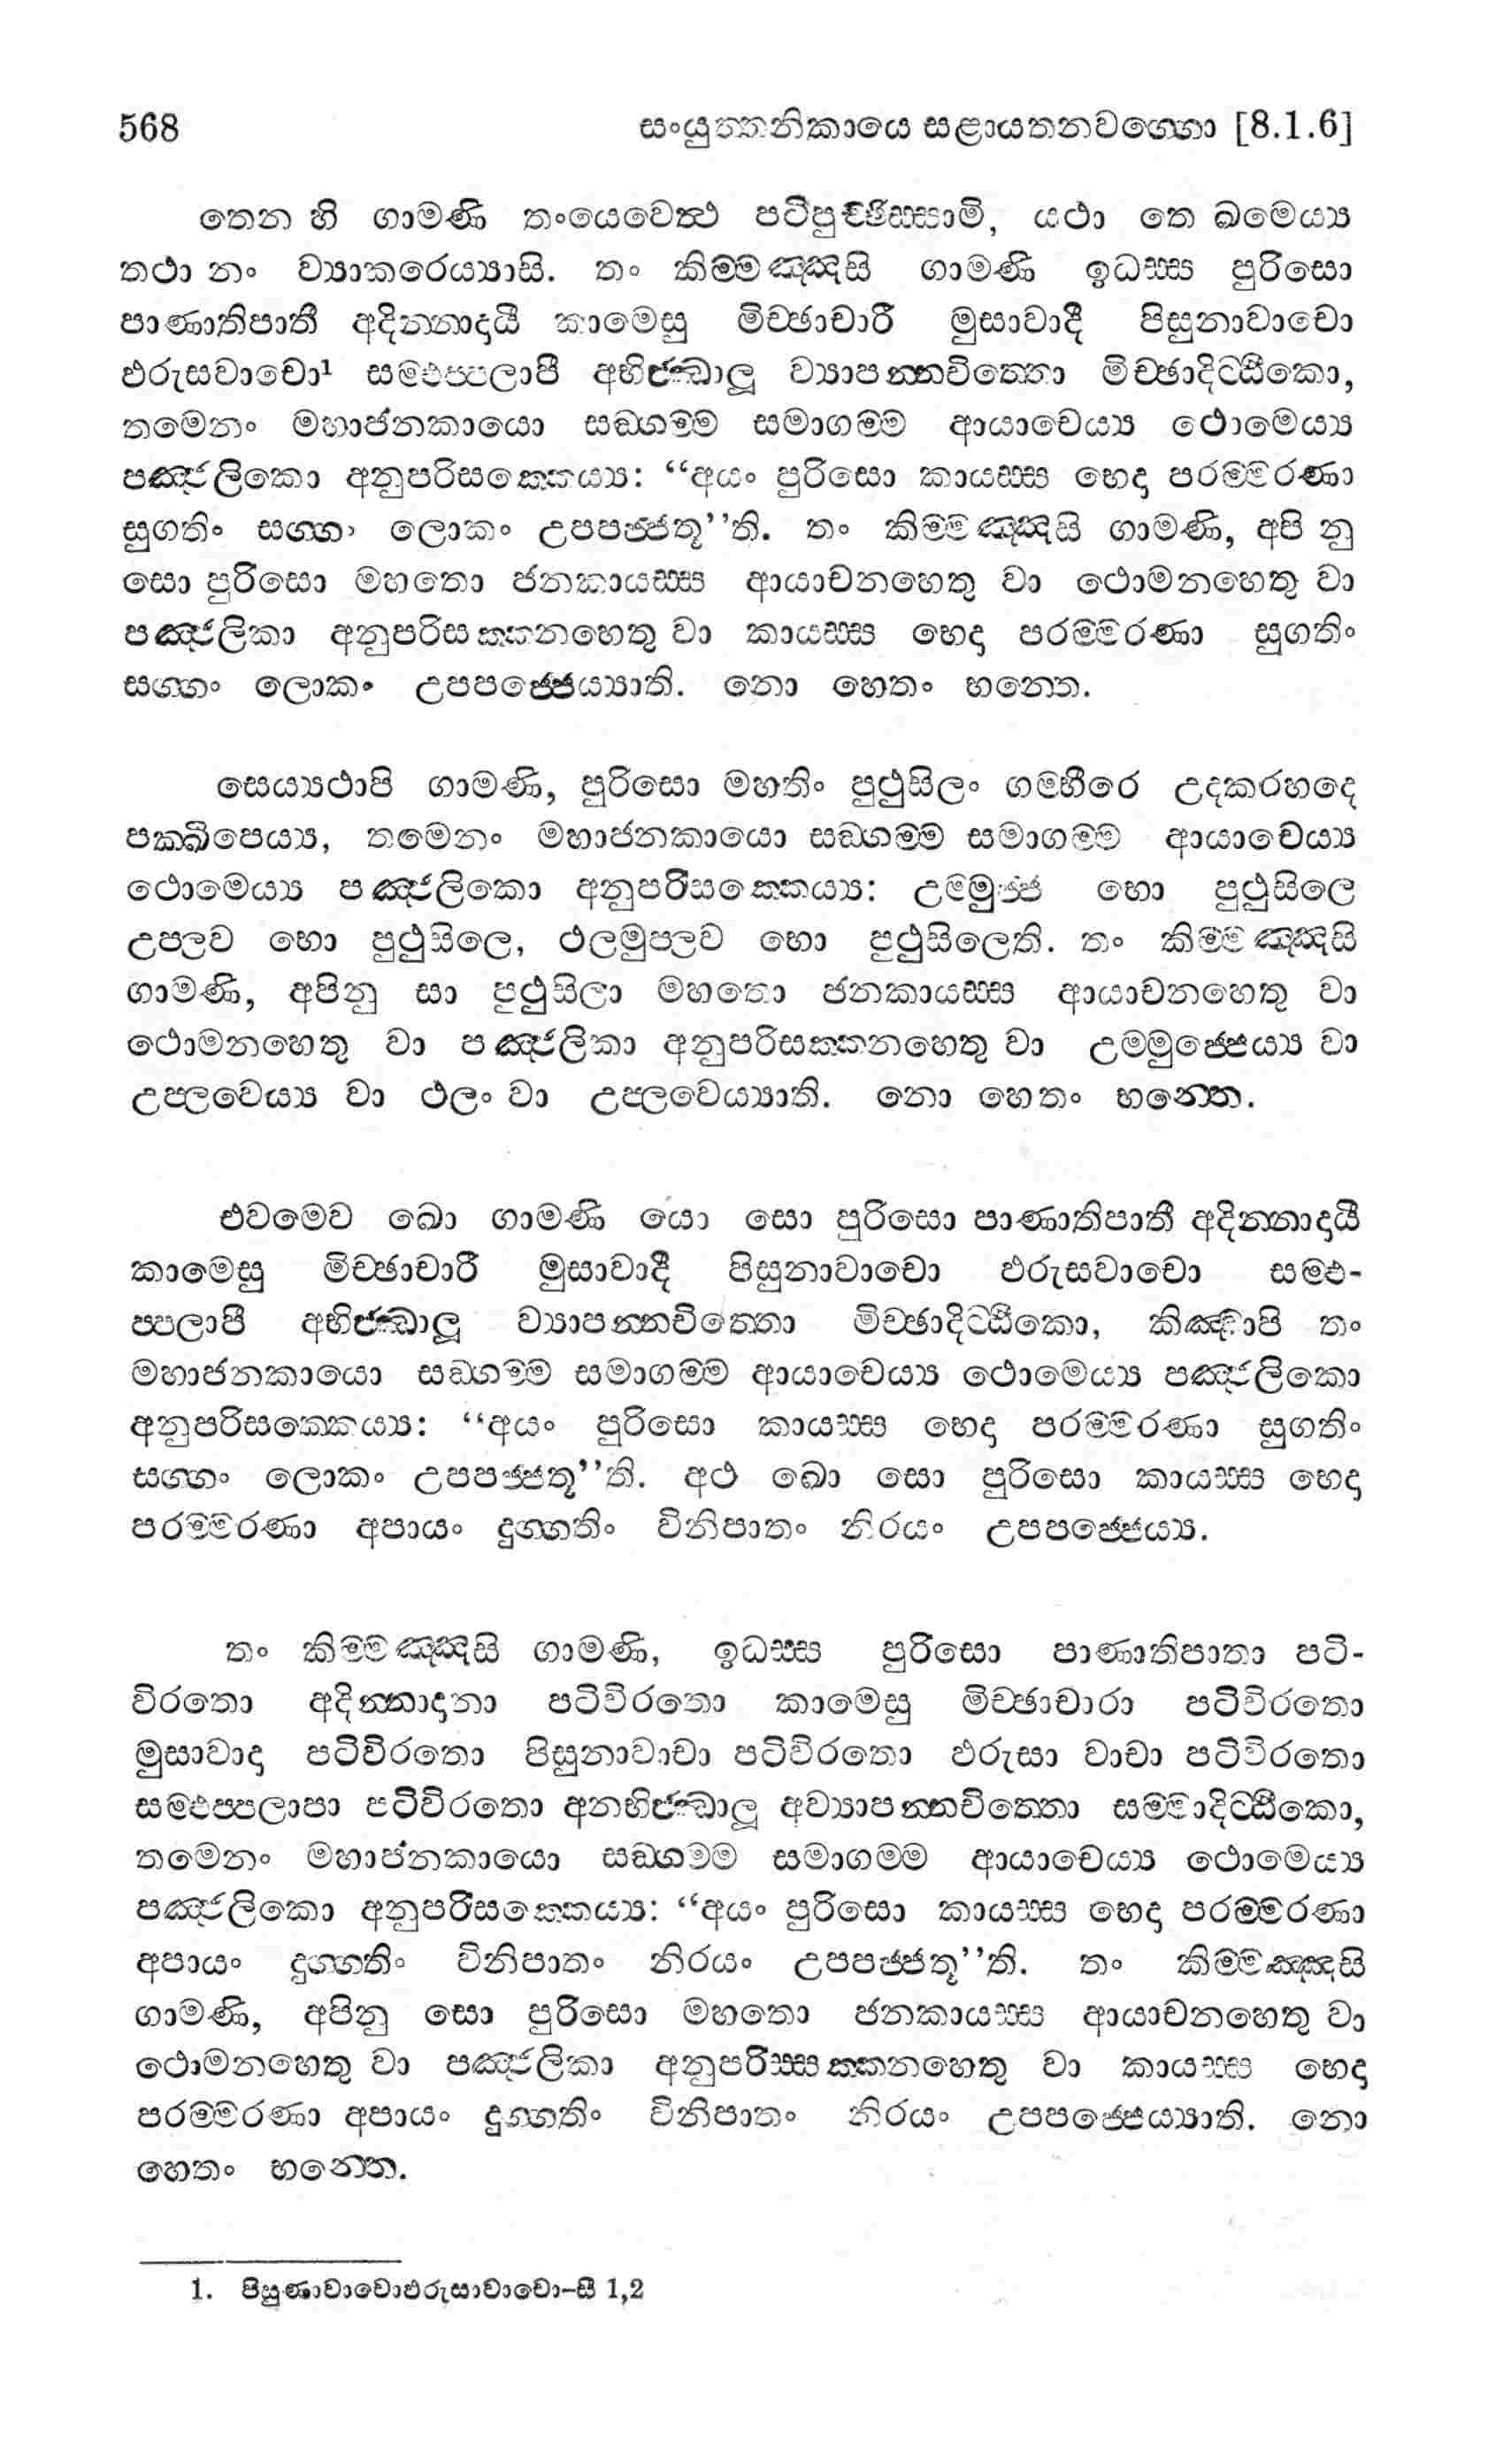 568 සංයුත්තනිකායෙ සළායතනවග්ගො [8.1.6]
තෙන හි ගාමණි තංයෙවෙත්ථ පටිපුච්ඡිස්සාමි, යථා තෙ ඛමෙය්‍ය
තථා නං ව්‍යාකරෙය්‍යාසි. තං කිම්මඤ්ඤසි ගාමණි ඉධස්ස පුරිසො
පාණාතිපාතී අදින්නාදායී කාමෙසු මිච්ඡාචාරී මුසාවාදී පිසුනාවාචො
ඵරුසවාචො¹ සම්ඵප්පලාපී අභිජ්ඣාලූ ව්‍යාපන්නචිත්තො මිච්ඡාදිට්ඨිකො,
තමෙනං මහාජනකායො සඞ්ගම්ම සමාගම්ම ආයාචෙය්‍ය ථොමෙය්‍ය
පඤ්ජලිකො අනුපරිසක්කෙය්‍ය: “අයං පුරිසො කායස්ස භෙදා පරම්මරණා
සුගතිං සග්ගං ලොකං උපපජ්ජතූ’’ති. තං කිම්මඤ්ඤසි ගාමණි, අපි නු
සො පුරිසො මහතො ජනකායස්ස ආයාචනහෙතු වා ථොමනහෙතු වා
පඤ්ජලිකා අනුපරිසක්කනහෙතු වා කායස්ස භෙදා පරම්මරණා සුගතිං
සග්ගං ලොකං උපපජ්ජෙය්‍යාති. නො හෙතං භන්තෙ.
සෙය්‍යථාපි ගාමණි, පුරිසො මහතිං පුථුසිලං ගම්භීරෙ උදකරහදෙ
පක්ඛිපෙය්‍ය, තමෙනං මහාජනකායො සඞ්ගම්ම සමාගම්ම ආයාචෙය්‍ය
ථොමෙය්‍ය පඤ්ජලිකො අනුපරිසක්කෙය්‍ය: උම්මුජ්ජ භො පුථුසිලෙ
උප්ලව භො පුථුසිලෙ, ථලමුප්ලව භො පුථුසිලෙති. තං කිම්මඤ්ඤසි
ගාමණි, අපිනු සා පුථුසිලා මහතො ජනකායස්ස ආයාචනහෙතු වා
ථොමනහෙතු වා පඤ්ජලිකා අනුපරිසක්කනහෙතු වා උම්මුජ්ජෙය්‍ය වා
උප්ලවෙය්‍ය වා ථලං වා උප්ලවෙය්‍යාති. නො හෙතං භන්තෙ.
එවමෙව ඛො ගාමණි යො සො පුරිසො පාණාතිපාතී අදින්නාදායී
කාමෙසු මිච්ඡාචාරී මුසාවාදී පිසුනාවාචො ඵරුසවාචො සම්ඵ-
ප්පලාපී අභිජ්ඣාලූ ව්‍යාපන්නචිත්තො මිච්ඡාදිට්ඨිකො, කිඤ්චාපි තං
මහාජනකායො සඞ්ගම්ම සමාගම්ම ආයාචෙය්‍ය ථොමෙය්‍ය පඤ්ජලිකො
අනුපරිසක්කෙය්‍ය: “අයං පුරිසො කායස්ස භෙදා පරම්මරණා සුගතිං
සග්ගං ලොකං උපපජ්ජතූ’’ති. අථ ඛො සො පුරිසො කායස්ස භෙදා
පරම්මරණා අපායං දුග්ගතිං විනිපාතං නිරයං උපපජ්ජෙය්‍ය.
තං කිම්මඤ්ඤසි ගාමණි, ඉධස්ස පුරිසො පාණාතිපාතා පටි-
විරතො අදින්නාදානා පටිවිරතො කාමෙසු මිච්ඡාචාරා පටිවිරතො
මුසාවාදා පටිවිරතො පිසුනාවාචා පටිවිරතො ඵරුසා වාචා පටිවිරතො
සම්ඵප්පලාපා පටිවිරතො අනභිජ්ඣාලූ අව්‍යාපන්නචිත්තො සම්මාදිට්ඨිකො,
තමෙනං මහාජනකායො සඞ්ගම්ම සමාගම්ම ආයාචෙය්‍ය ථොමෙය්‍ය
පඤ්ජලිකො අනුපරිසක්කෙය්‍ය: “අයං පුරිසො කායස්ස භෙදා පරම්මරණා
අපායං දුග්ගතිං විනිපාතං නිරයං උපපජ්ජතූ’’ති. තං කිම්මඤ්ඤසි
ගාමණි, අපිනු සො පුරිසො මහතො ජනකායස්ස ආයාචනහෙතු වා
ථොමනහෙතු වා පඤ්ජලිකා අනුපරිස්සක්කනහෙතු වා කායස්ස භෙදා
පරම්මරණා අපායං දුග්ගතිං විනිපාතං නිරයං උපපජ්ජෙය්‍යාති. නො
හෙතං භන්තෙ.
1. පිසුණාවාචොඵරුසාවාචො-සී 1,2